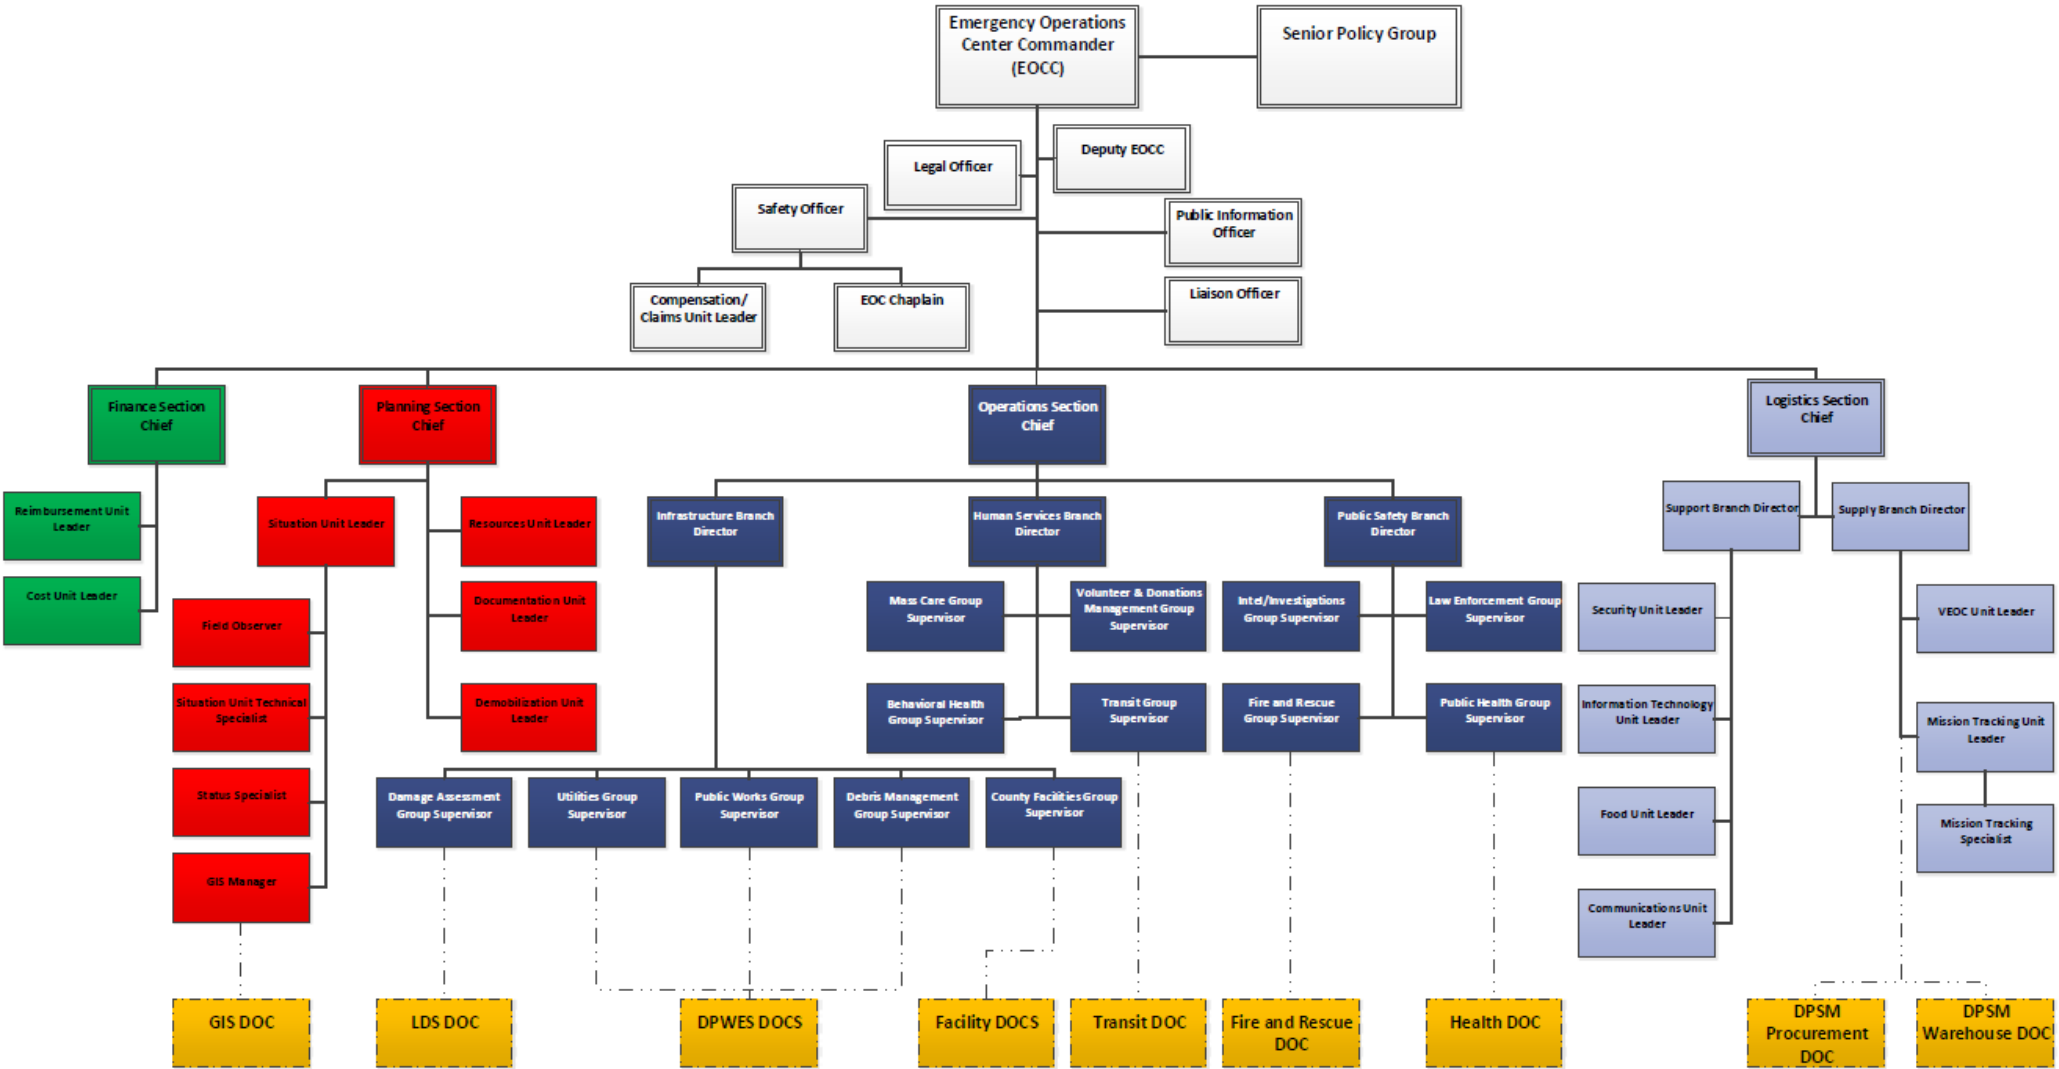 Emergency Operations
Center Commander
(EOCC)
Senior Policy Group
Deputy EOCC
Legal Officer
Safety Officer
Public Information
Officer
Compensation/
Claims Unit Leader
EOC Chaplain
Liaison Officer
Finance Section
Chief
Planning Section
Chief
Operations Section
Chief
Logistics Section
Chief
Reimbursement Unit
Leader
Cost Unit Leader
Situation Unit Leader
Resources Unit Leader
Documentation Unit
Leader
Demobilization Unit
Leader
Field Observer
Situation Unit Technical
Specialist
Status Specialist
GIS Manager
Infrastructure Branch
Director
Human Services Branch
Director
Public Safety Branch
Director
Mass Care Group
Supervisor
Volunteer & Donations
Management Group
Supervisor
Behavioral Health
Group Supervisor
Transit Group
Supervisor
Intel/Investigations
Group Supervisor
Law Enforcement Group
Supervisor
Fire and Rescue
Group Supervisor
Public Health Group
Supervisor
Damage Assessment
Group Supervisor
Utilities Group
Supervisor
Public Works Group
Supervisor
Debris Management
Group Supervisor
County Facilities Group
Supervisor
Support Branch Director
Supply Branch Director
Security Unit Leader
Information Technology
Unit Leader
Food Unit Leader
Communications Unit
Leader
VEOC Unit Leader
Mission Tracking Unit
Leader
Mission Tracking
Specialist
GIS DOC
LDS DOC
DPWES DOCS
Facility DOCS
Transit DOC
Fire and Rescue
DOC
Health DOC
DPSM
Procurement
DOC
DPSM
Warehouse DOC